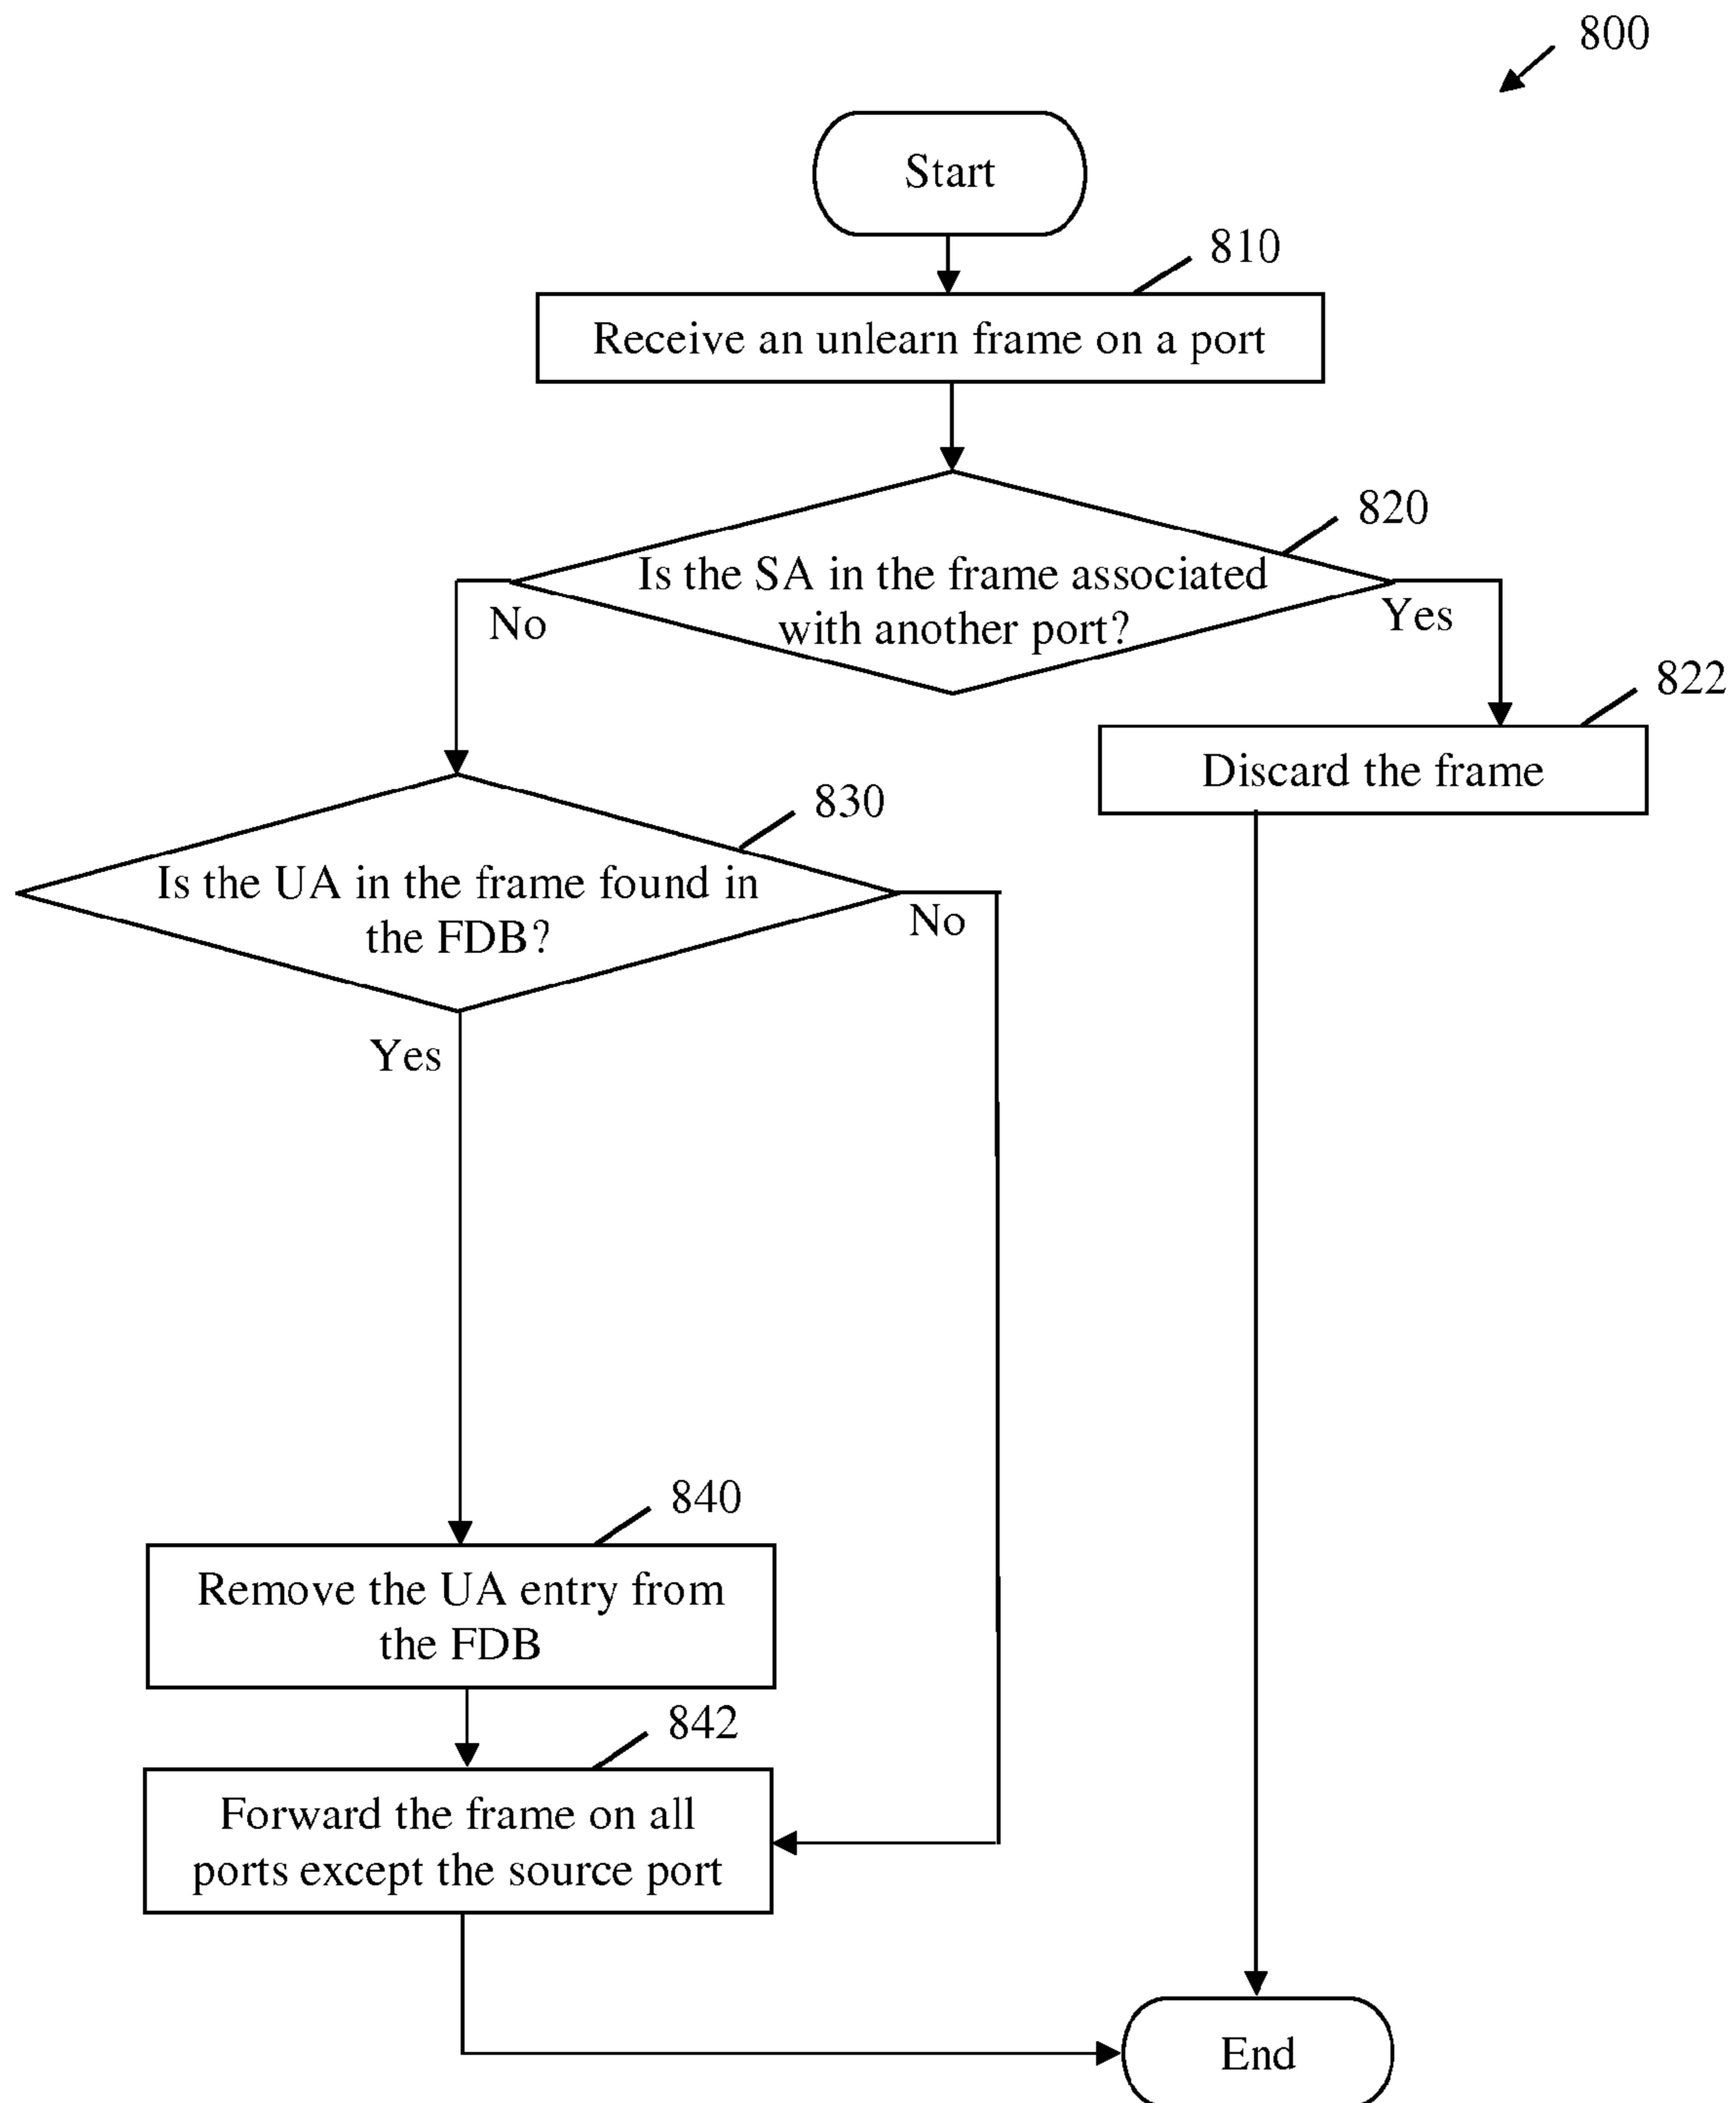 800
Start
810
Receive an unlearn frame on a port
820
Is the SA in the frame associated
with another port?
No
Yes
822
Discard the frame
830
Is the UA in the frame found in
the FDB?
No
Yes
840
Remove the UA entry from
the FDB
842
Forward the frame on all
ports except the source port
End